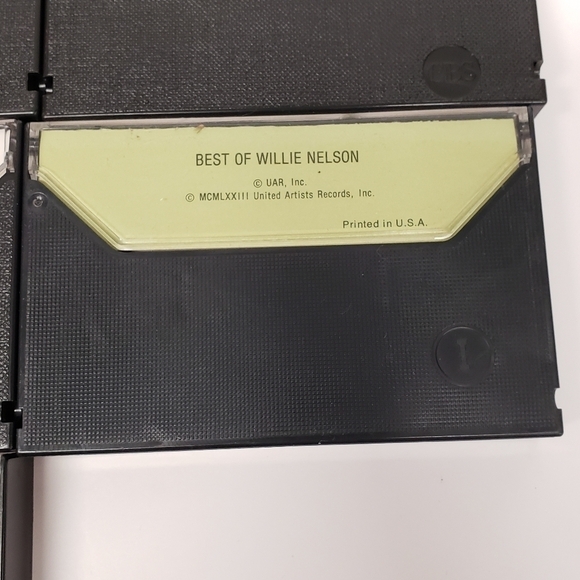 BEST OF WILLIE NELSON
© UAR, Inc.
© MCMLXXIII United Artists Records, Inc.
Printed in U.S.A.